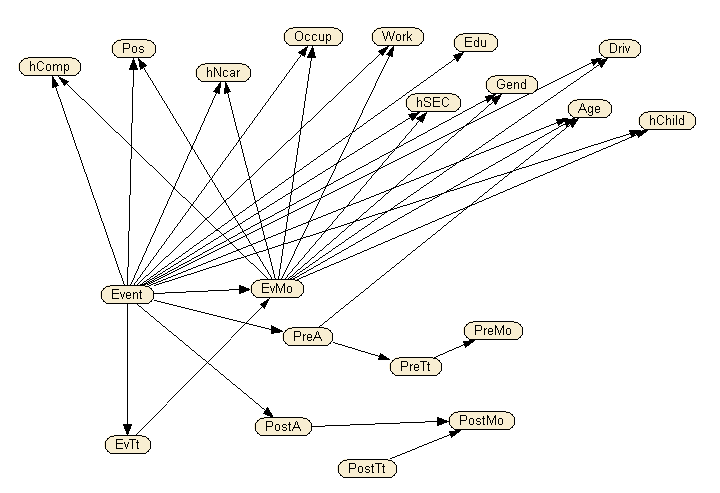 Occup
Work
Edu
Pos
Driv
hComp
hNcar
Gend
hSEC
Age
hChild
Event
EvMo
PreA
PreMo
PreTt
PostA
PostMo
EvTt
PostTt